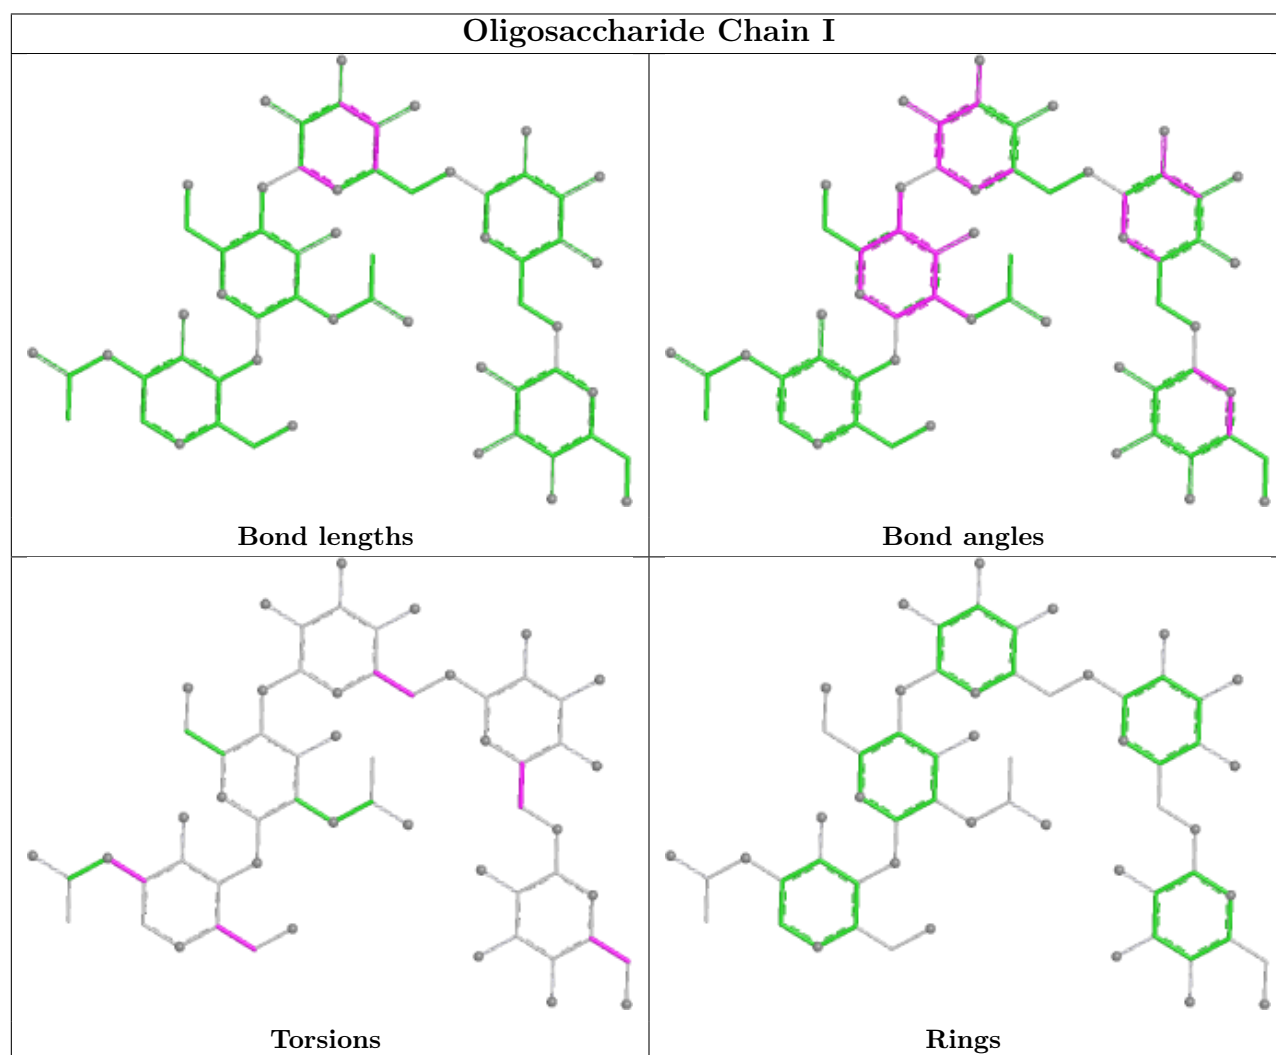 Oligosaccharide Chain I
Bond lengths
Bond angles
Torsions
Rings